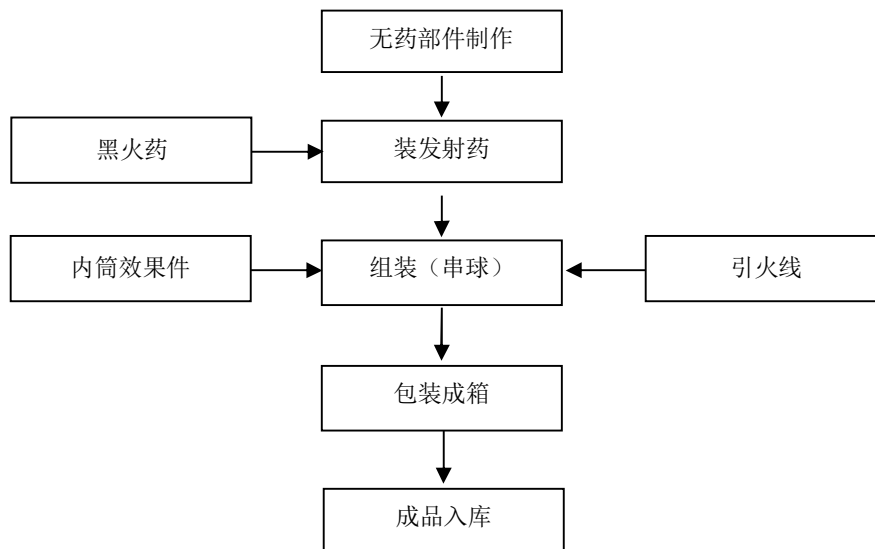 无药部件制作
黑火药
装发射药
内筒效果件
组装（串球）
引火线
包装成箱
成品入库